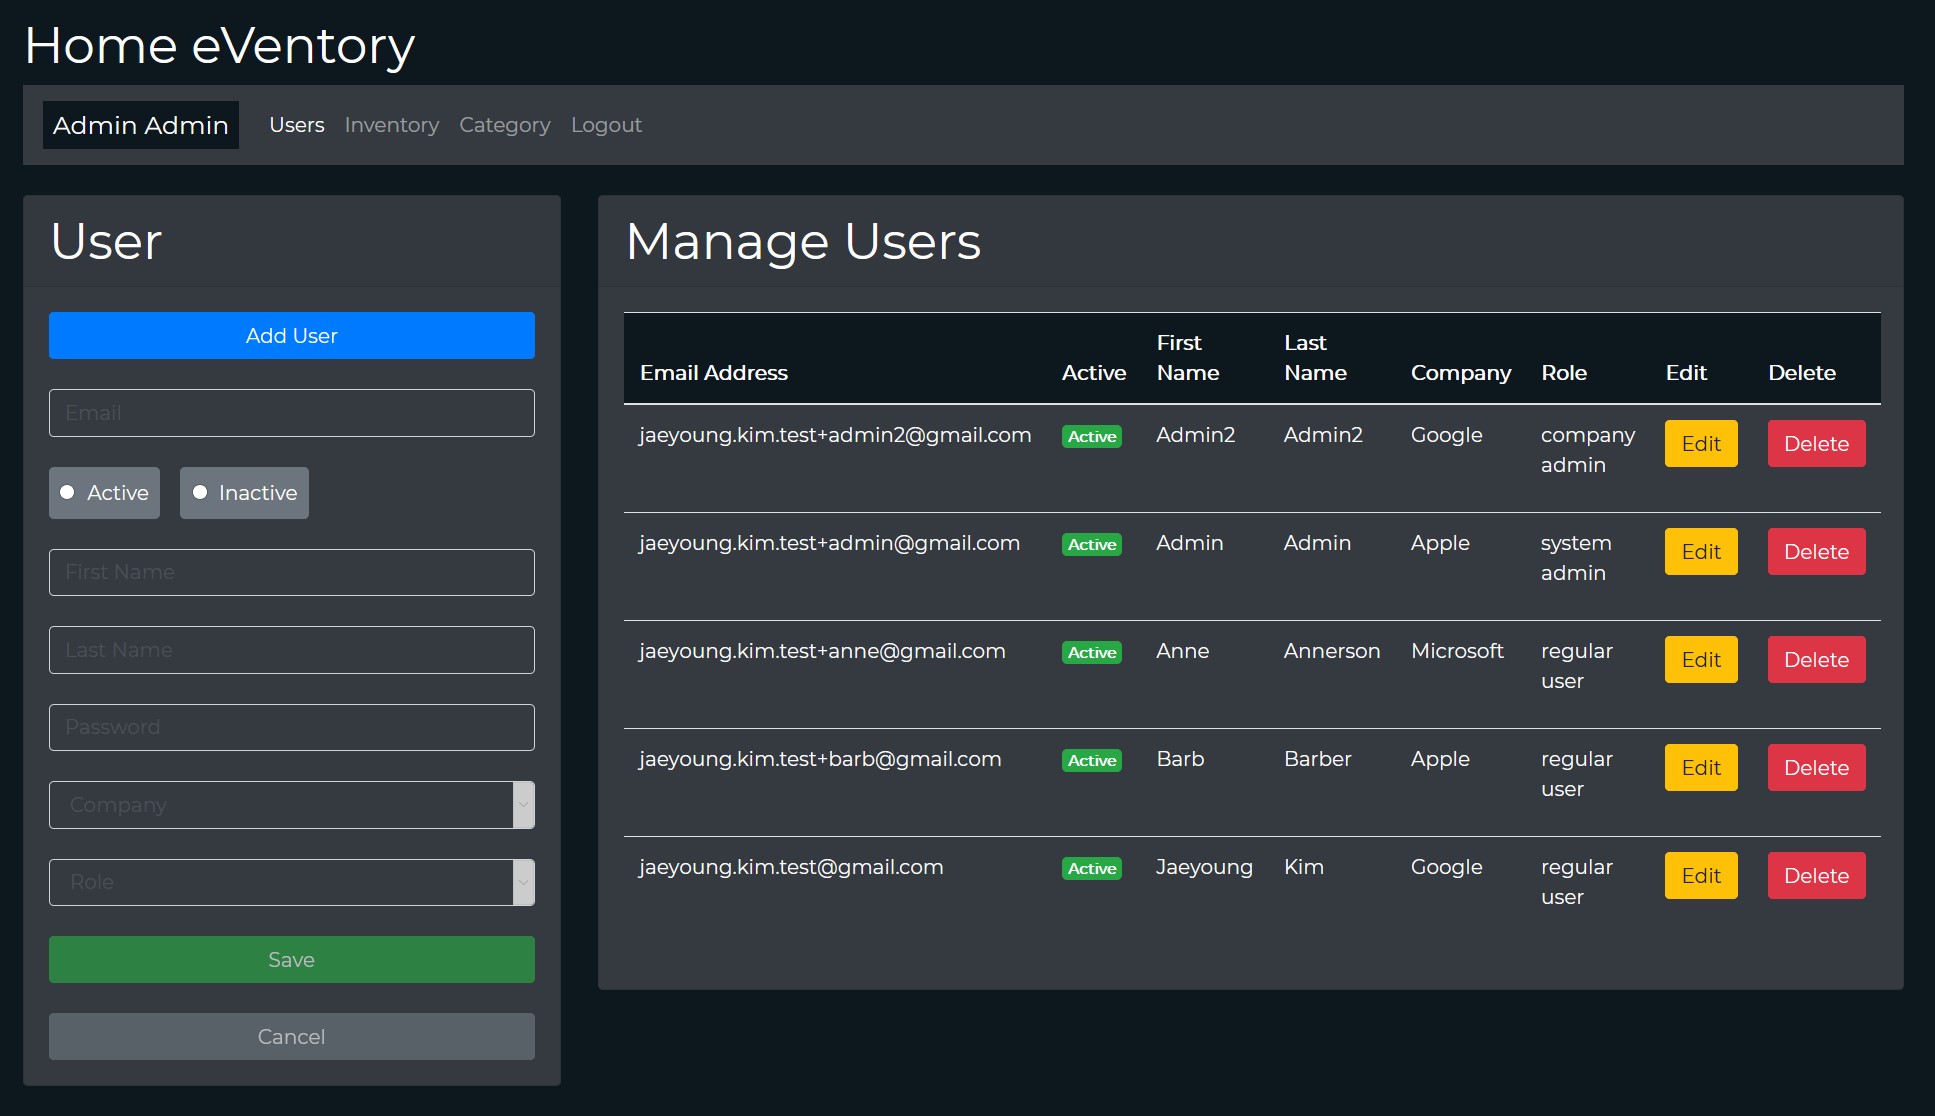 Home eVentory
Admin Admin Users Inventory Category Logout
User
Add User
Email
Active Inactive
First Name
Last Name
Password
Company
Role
Save
Cancel
Manage Users
Email Address Active First Name Last Name Company Role Edit Delete
jaeyoung.kim.test+admin2@gmail.com Active Admin2 Admin2 Google company admin Edit Delete
jaeyoung.kim.test+admin@gmail.com Active Admin Admin Apple system admin Edit Delete
jaeyoung.kim.test+anne@gmail.com Active Anne Annerson Microsoft regular user Edit Delete
jaeyoung.kim.test+barb@gmail.com Active Barb Barber Apple regular user Edit Delete
jaeyoung.kim.test@gmail.com Active Jaeyoung Kim Google regular user Edit Delete